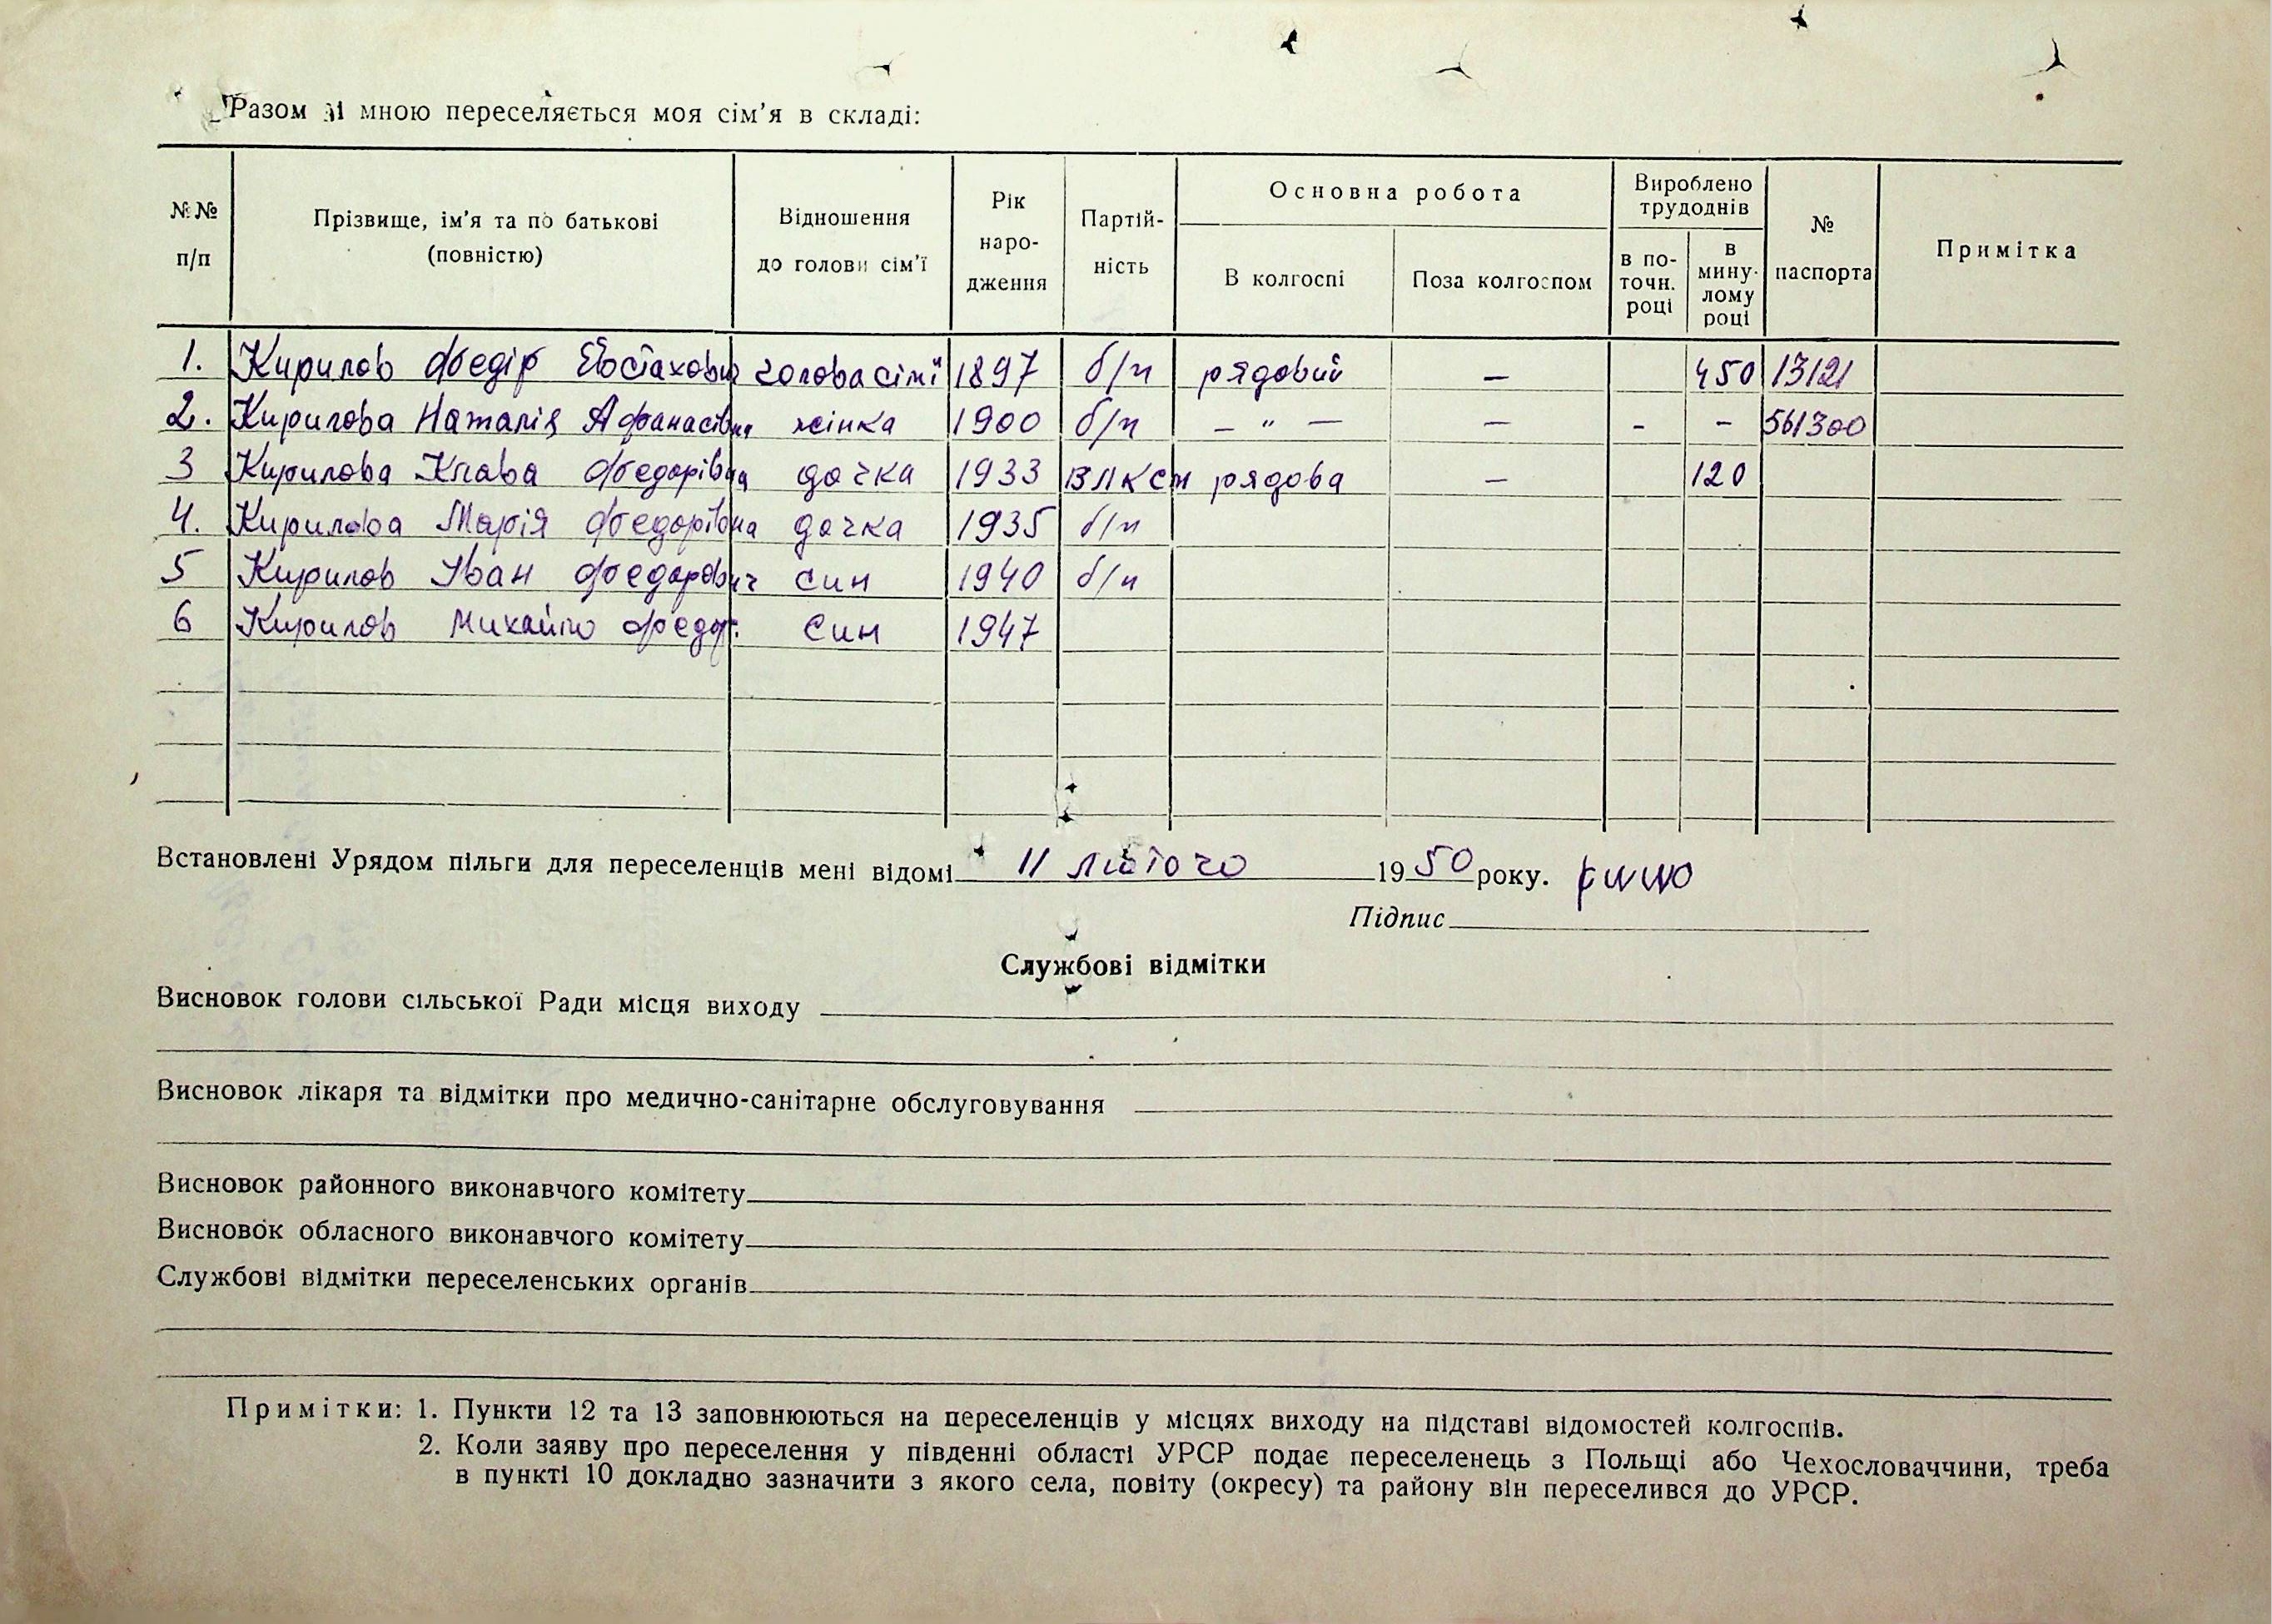 Разом зі мною переселяється моя сім'я в складі:
№№ п/п
Прізвище, ім'я та по батькові (повністю)
Відношення до голови сім'ї
Рік народження
Партійність
Основна робота
В колгоспі
Поза колгоспом
Вироблено трудоднів
в поточн. році
в минулому році
№ паспорта
Примітка
1. Кирилов Федір Евстахович голова сімї 1897 б/п рядовий — 450 13121
2. Кирилова Наталія Афанасівна жінка 1900 б/п — " — — - - 561300
3 Кирилова Клава Федорівна дочка 1933 ВЛКСМ рядова — 120
4. Кирилова Марія Федорівна дочка 1935 б/п
5 Кирилов Іван Федорович син 1940 б/п
6 Кирилов Михайло Федор. син 1947
Встановлені Урядом пільги для переселенців мені відомі 11 лютого 1950 року.
Підпис
Службові відмітки
Висновок голови сільської Ради місця виходу
Висновок лікаря та відмітки про медично-санітарне обслуговування
Висновок районного виконавчого комітету
Висновок обласного виконавчого комітету
Службові відмітки переселенських органів
Примітки: 1. Пункти 12 та 13 заповнюються на переселенців у місцях виходу на підставі відомостей колгоспів.
2. Коли заяву про переселення у південні області УРСР подає переселенець з Польщі або Чехословаччини, треба
в пункті 10 докладно зазначити з якого села, повіту (окресу) та району він переселився до УРСР.